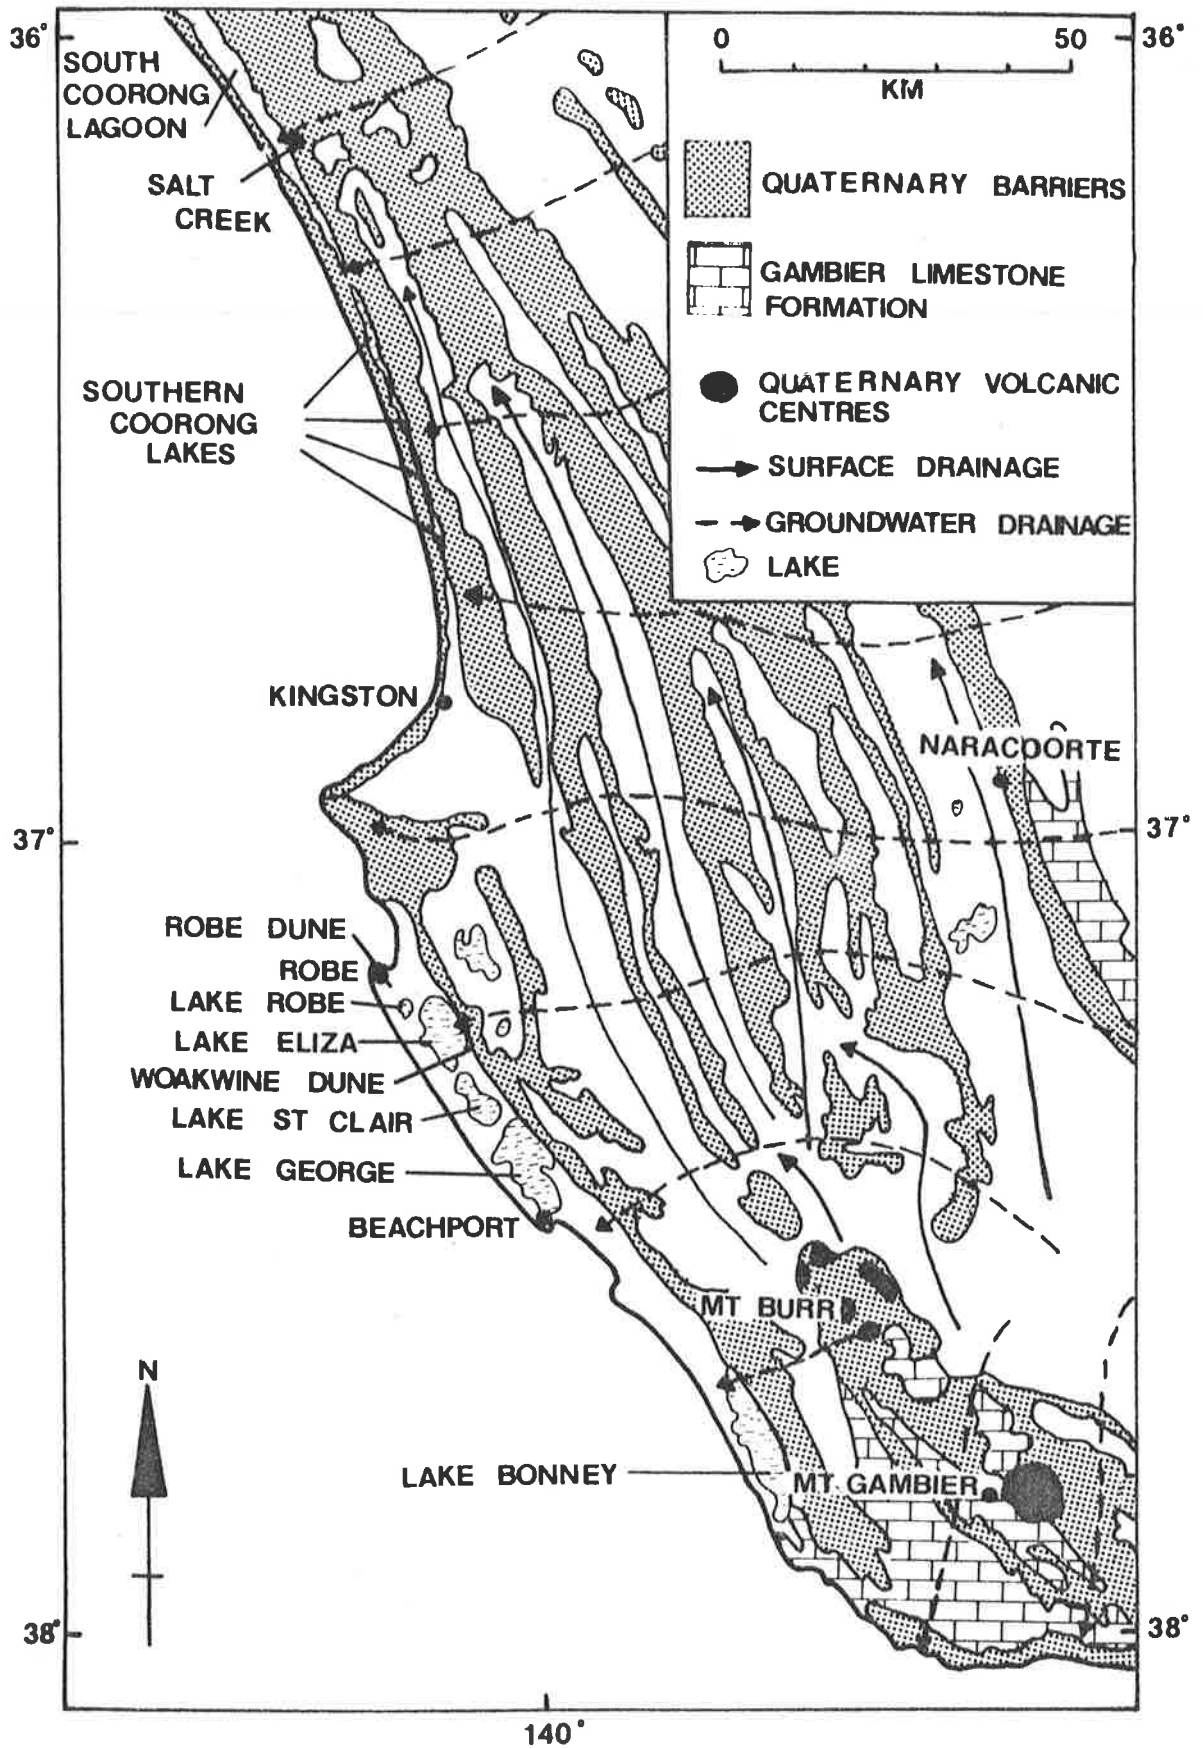 36°
36°
0 50
KM
SOUTH
COORONG
LAGOON
SALT
CREEK
QUATERNARY BARRIERS
GAMBIER LIMESTONE
FORMATION
QUATERNARY VOLCANIC
CENTRES
SURFACE DRAINAGE
GROUNDWATER DRAINAGE
LAKE
SOUTHERN
COORONG
LAKES
KINGSTON
NARACOORTE
37°
37°
ROBE DUNE
ROBE
LAKE ROBE
LAKE ELIZA
WOAKWINE DUNE
LAKE ST CLAIR
LAKE GEORGE
BEACHPORT
MT BURR
N
LAKE BONNEY
MT GAMBIER
38°
38°
140°